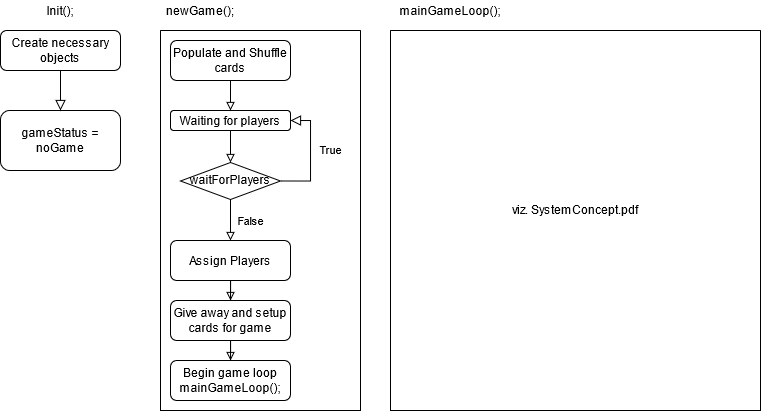 Init();
newGame();
mainGameLoop();
Create necessary
objects
gameStatus =
noGame
Populate and Shuffle
cards
Waiting for players
True
waitForPlayers
False
Assign Players
Give away and setup
cards for game
Begin game loop
mainGameLoop();
viz. SystemConcept.pdf